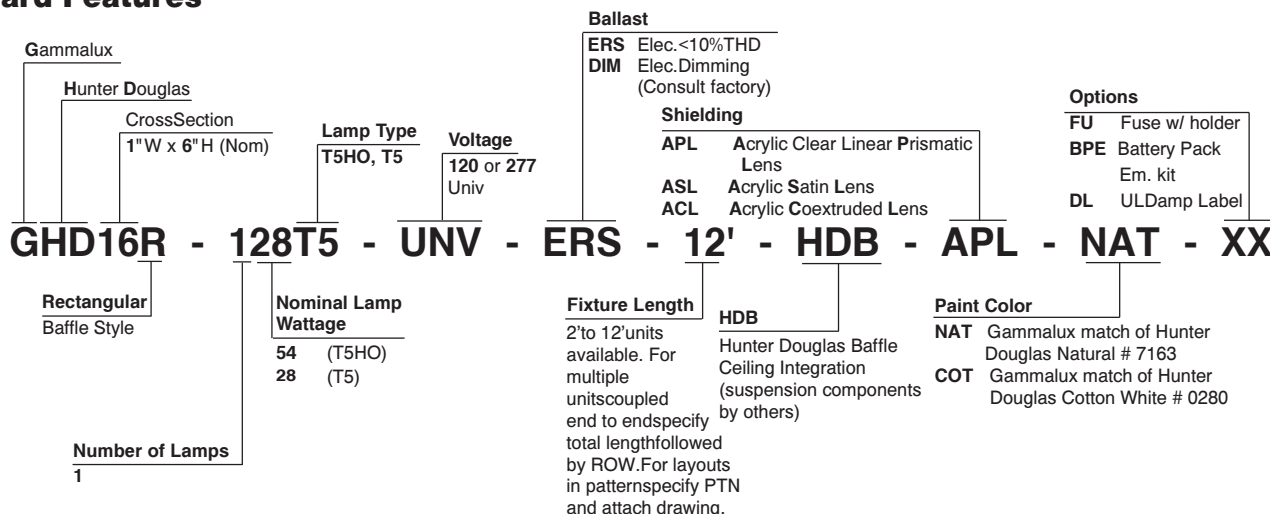 ard Features
Gammalux
Hunter Douglas
CrossSection
1"W x 6"H (Nom)
Lamp Type
T5HO, T5
Voltage
120 or 277
Univ
Ballast
ERS Elec.<10%THD
DIM Elec.Dimming
(Consult factory)
Shielding
APL Acrylic Clear Linear Prismatic
Lens
ASL Acrylic Satin Lens
ACL Acrylic Coextruded Lens
Options
FU Fuse w/ holder
BPE Battery Pack
Em. kit
DL ULDamp Label
GHD16R - 128T5 - UNV - ERS - 12' - HDB - APL - NAT - XX
Rectangular
Baffle Style
Number of Lamps
1
Nominal Lamp
Wattage
54 (T5HO)
28 (T5)
Fixture Length
2'to 12'units
available. For
multiple
unitscoupled
end to endspecify
total lengthfollowed
by ROW.For layouts
in patternspecify PTN
and attach drawing.
HDB
Hunter Douglas Baffle
Ceiling Integration
(suspension components
by others)
Paint Color
NAT Gammalux match of Hunter
Douglas Natural # 7163
COT Gammalux match of Hunter
Douglas Cotton White # 0280